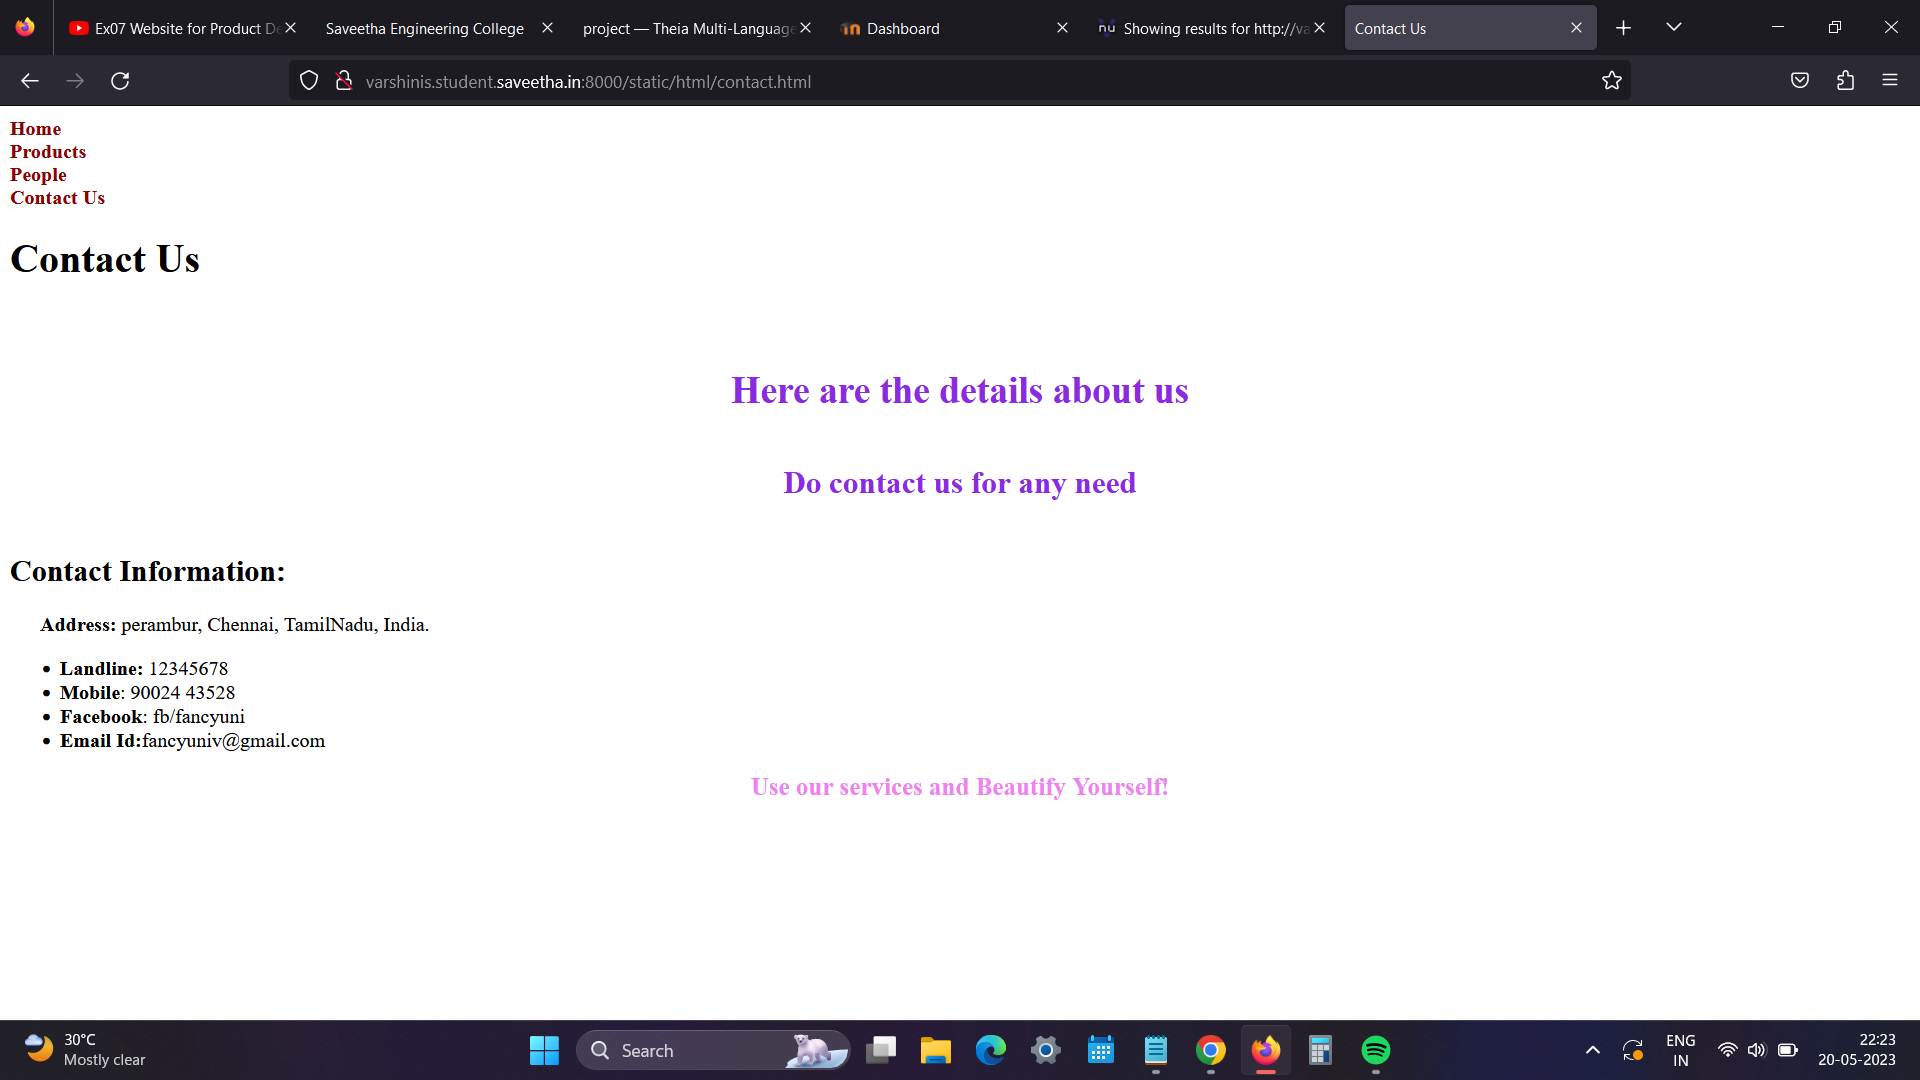 Ex07 Website for Product De
Saveetha Engineering College
project — Theia Multi-Language
Dashboard
Showing results for http://va
Contact Us
varshinis.student.saveetha.in:8000/static/html/contact.html
Home
Products
People
Contact Us
Contact Us
Here are the details about us
Do contact us for any need
Contact Information:
Address: perambur, Chennai, TamilNadu, India.
Landline: 12345678
Mobile: 90024 43528
Facebook: fb/fancyuni
Email Id:fancyuniv@gmail.com
Use our services and Beautify Yourself!
30°C
Mostly clear
Search
ENG
IN
22:23
20-05-2023